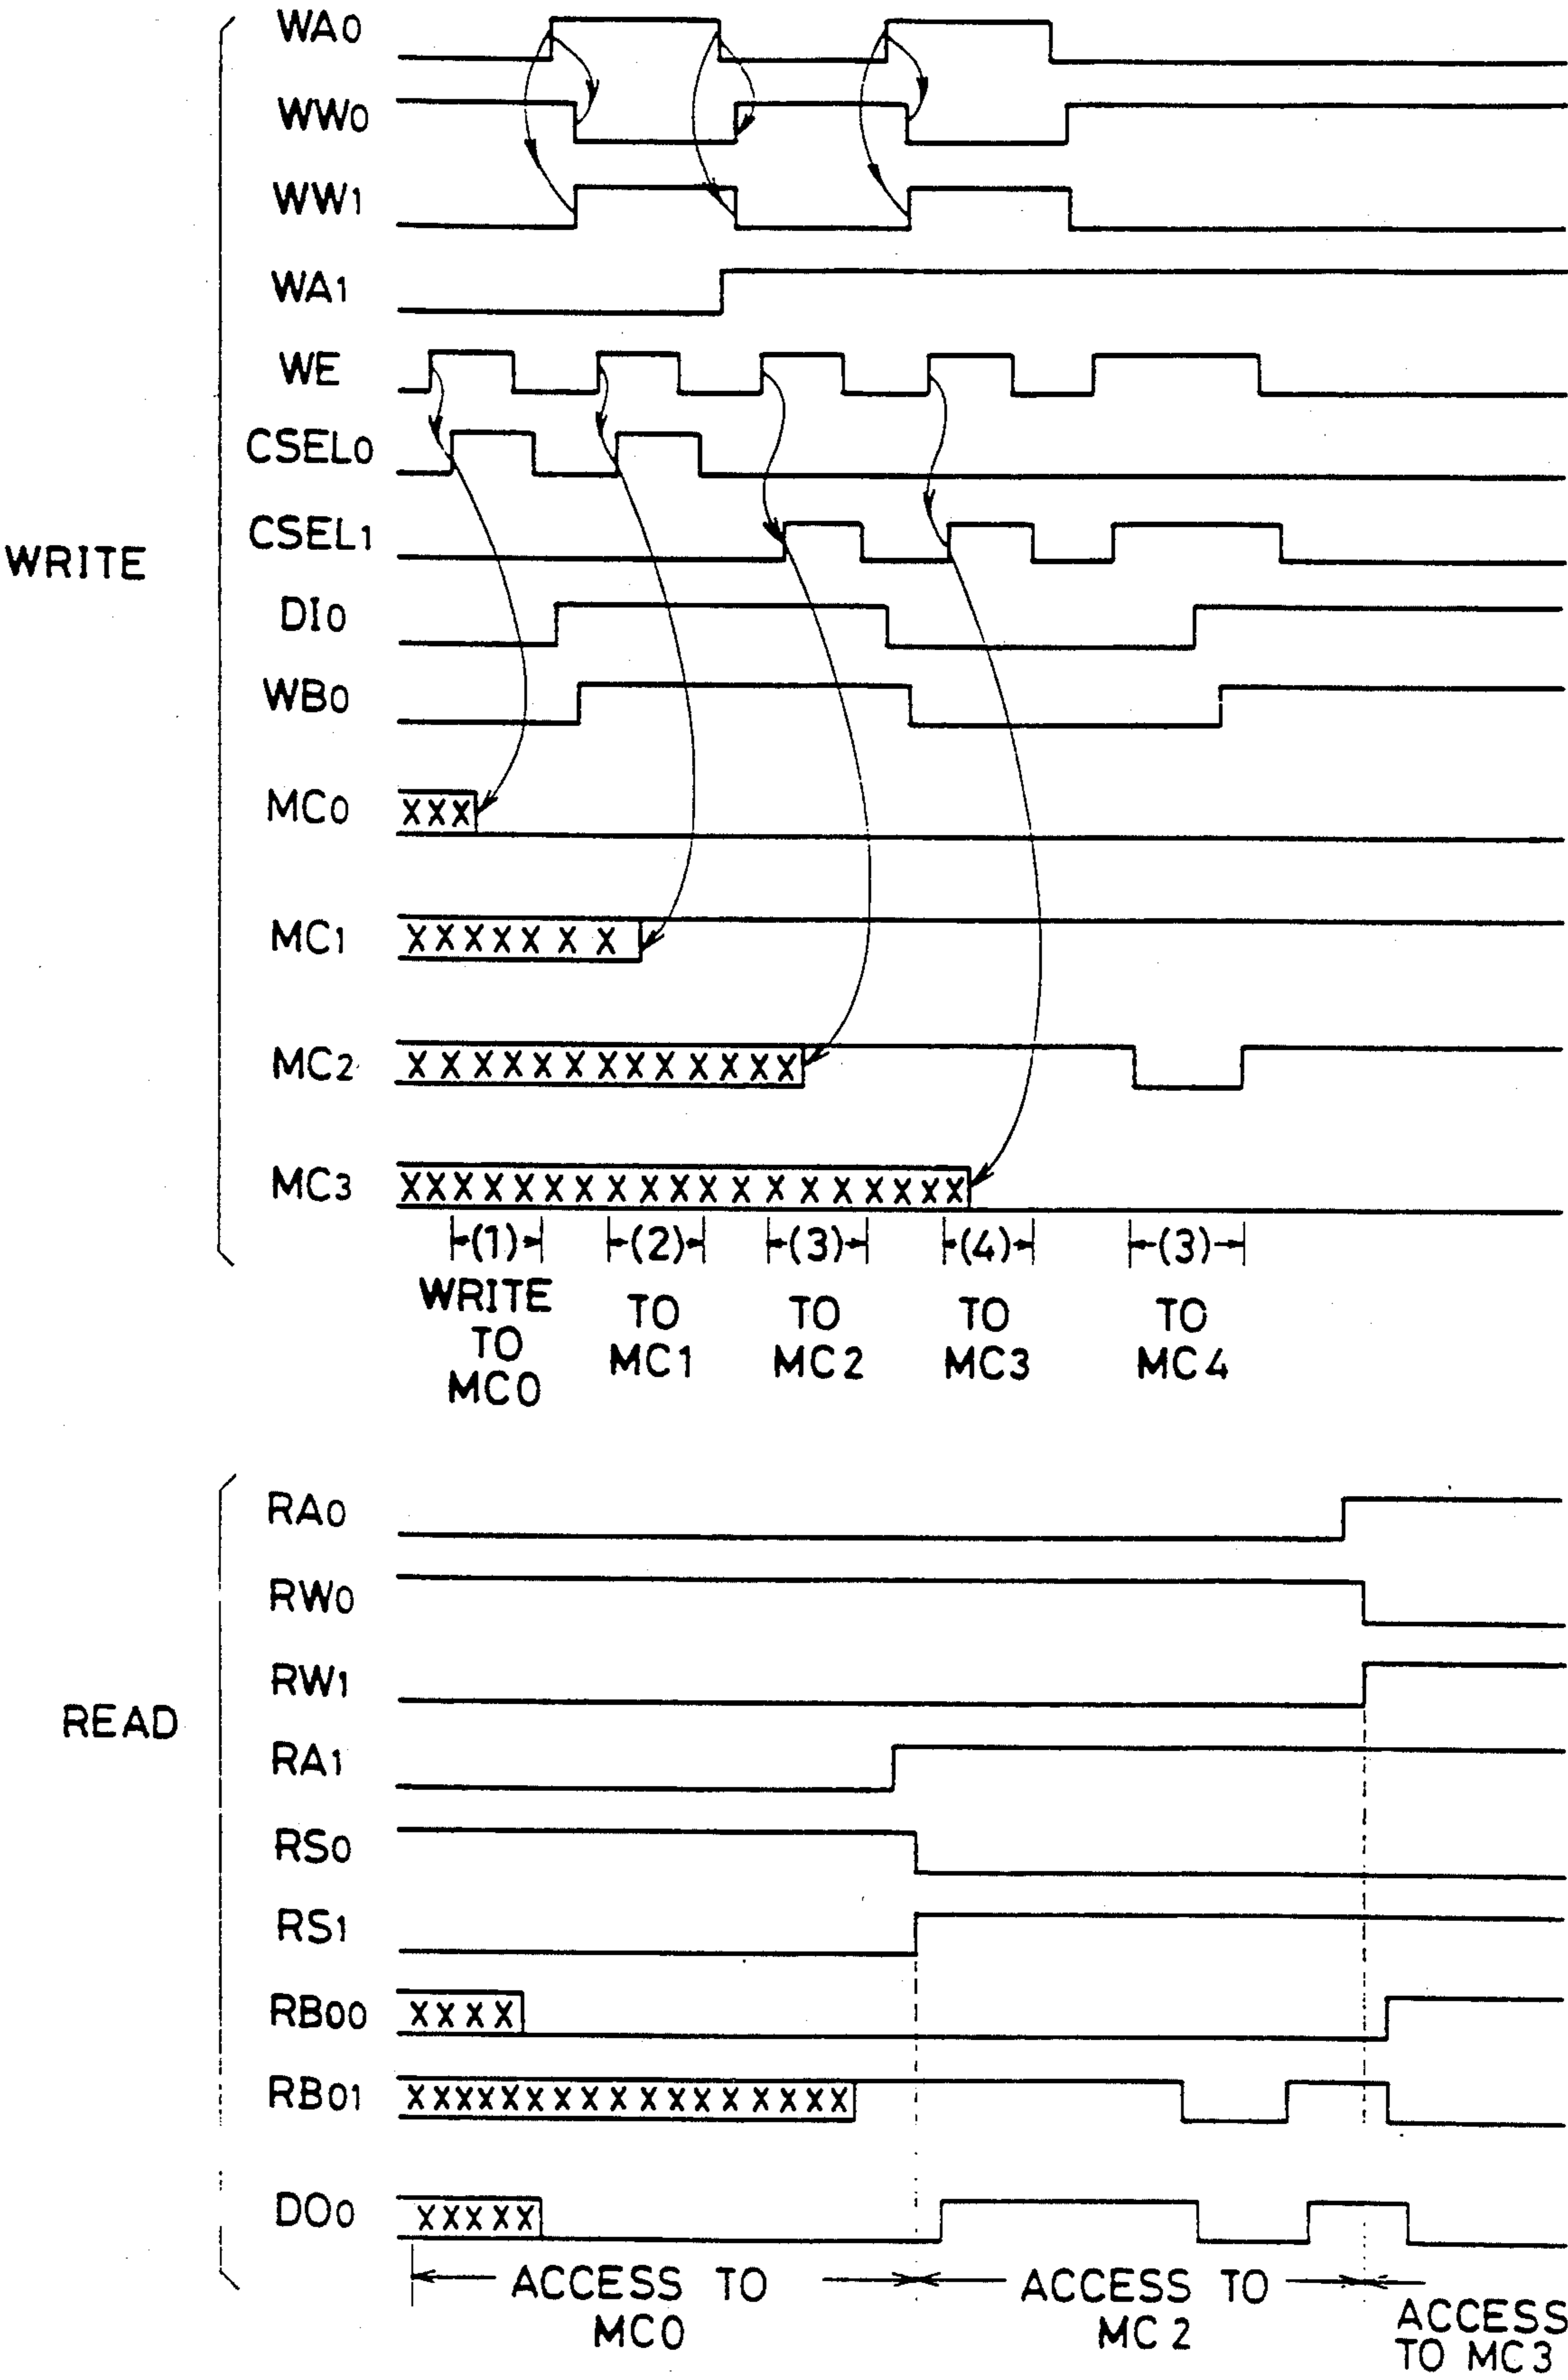 WRITE
WA0
WW0
WW1
WA1
WE
CSEL0
CSEL1
DI0
WB0
MC0
XXX
MC1
XXXXXXX
MC2
XXXXXXXXXXXXX
MC3
XXXXXXXXXXXXXXXXXXX
(1) (2) (3) (4) (3)
WRITE TO MC0
TO MC1
TO MC2
TO MC3
TO MC4
READ
RA0
RW0
RW1
RA1
RS0
RS1
RB00
XXXX
RB01
XXXXXXXXXXXXXXXXX
DO0
XXXXX
ACCESS TO MC0
ACCESS TO MC2
ACCESS TO MC3